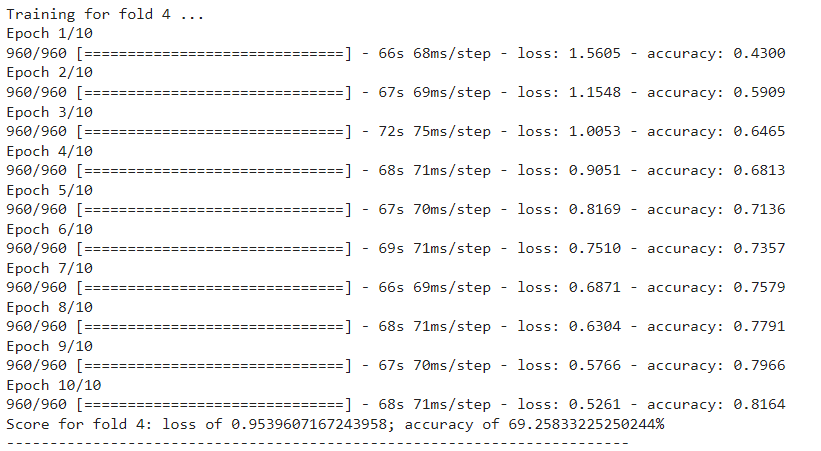 Training for fold 4 ...
Epoch 1/10
960/960 [==============================] - 66s 68ms/step - loss: 1.5605 - accuracy: 0.4300
Epoch 2/10
960/960 [==============================] - 67s 69ms/step - loss: 1.1548 - accuracy: 0.5909
Epoch 3/10
960/960 [==============================] - 72s 75ms/step - loss: 1.0053 - accuracy: 0.6465
Epoch 4/10
960/960 [==============================] - 68s 71ms/step - loss: 0.9051 - accuracy: 0.6813
Epoch 5/10
960/960 [==============================] - 67s 70ms/step - loss: 0.8169 - accuracy: 0.7136
Epoch 6/10
960/960 [==============================] - 69s 71ms/step - loss: 0.7510 - accuracy: 0.7357
Epoch 7/10
960/960 [==============================] - 66s 69ms/step - loss: 0.6871 - accuracy: 0.7579
Epoch 8/10
960/960 [==============================] - 68s 71ms/step - loss: 0.6304 - accuracy: 0.7791
Epoch 9/10
960/960 [==============================] - 67s 70ms/step - loss: 0.5766 - accuracy: 0.7966
Epoch 10/10
960/960 [==============================] - 68s 71ms/step - loss: 0.5261 - accuracy: 0.8164
Score for fold 4: loss of 0.9539607167243958; accuracy of 69.25833225250244%
------------------------------------------------------------------------